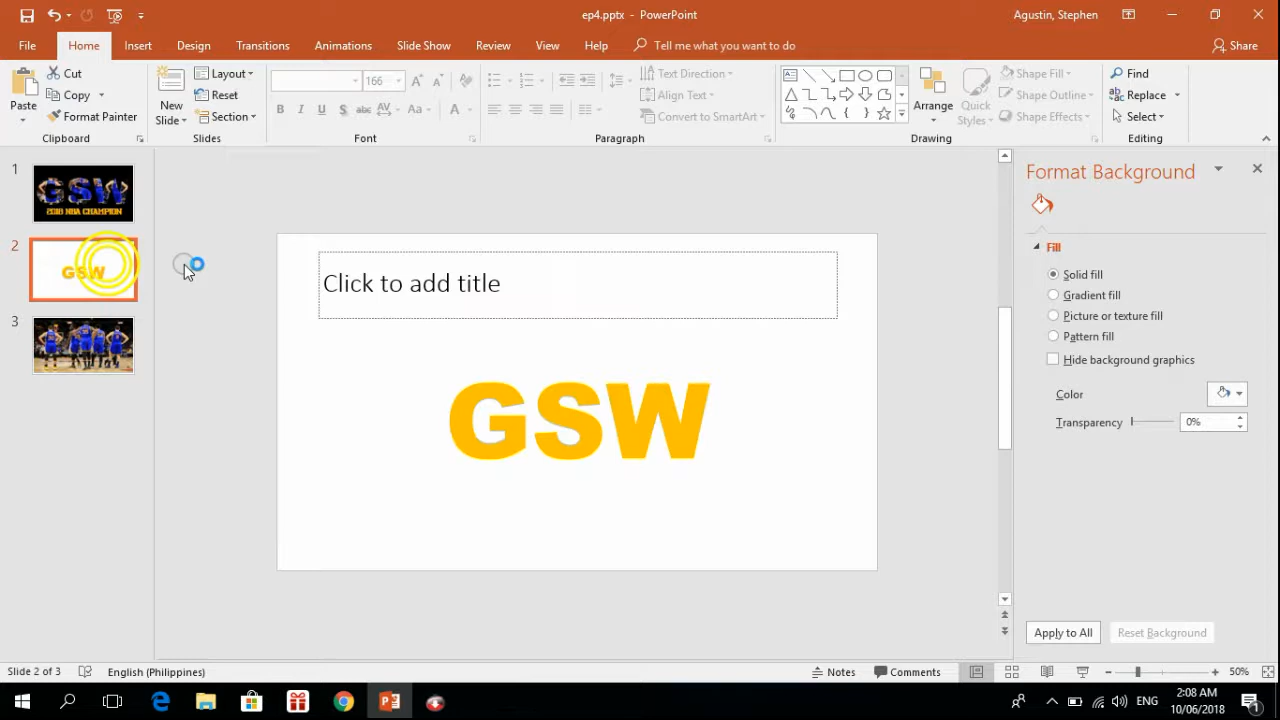 ep4.pptx - PowerPoint
Agustin, Stephen
File Home Insert Design Transitions Animations Slide Show Review View Help Tell me what you want to do Share
Paste
Cut
Copy
Format Painter
Clipboard
New Slide
Layout
Reset
Section
Slides
166
B I U S abc AV Aa A
Font
Text Direction
Align Text
Convert to SmartArt
Paragraph
Arrange
Quick Styles
Shape Fill
Shape Outline
Shape Effects
Drawing
Find
Replace
Select
Editing
1
GSW
2018 NBA CHAMPION
2
GSW
3
Click to add title
GSW
Format Background
Fill
Solid fill
Gradient fill
Picture or texture fill
Pattern fill
Hide background graphics
Color
Transparency 0%
Apply to All Reset Background
Slide 2 of 3 English (Philippines) Notes Comments 50%
ENG
2:08 AM
10/06/2018
1